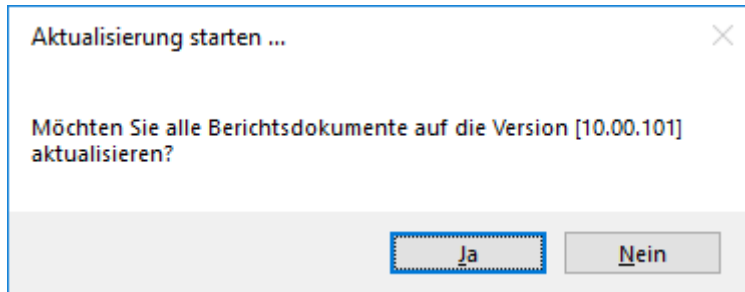 Aktualisierung starten ...
Möchten Sie alle Berichtsdokumente auf die Version [10.00.101]
aktualisieren?
Ja
Nein